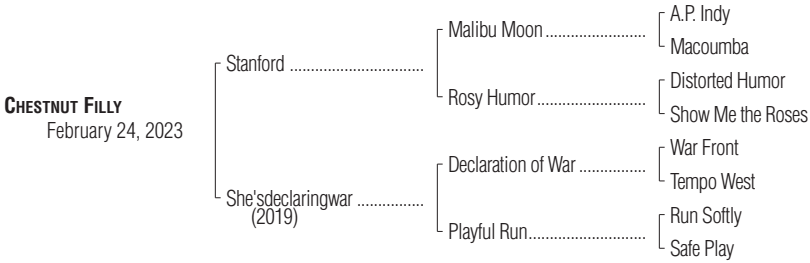 CHESTNUT FILLY
February 24, 2023
Stanford ................................
She'sdeclaringwar ................
(2019)
Malibu Moon ........................
Rosy Humor..........................
Declaration of War ................
Playful Run............................
A.P. Indy
Macoumba
Distorted Humor
Show Me the Roses
War Front
Tempo West
Run Softly
Safe Play